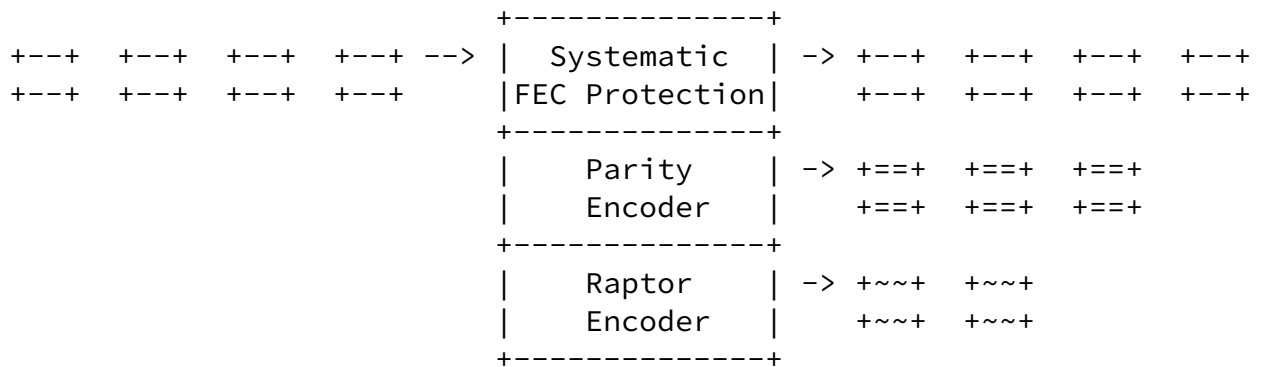 +--------------+
+--+ +--+ +--+ +--+ --> | Systematic | -> +--+ +--+ +--+ +--+
+--+ +--+ +--+ +--+ |FEC Protection| +--+ +--+ +--+ +--+
+--------------+
| Parity | -> +==+ +==+ +==+
| Encoder | +==+ +==+ +==+
+--------------+
| Raptor | -> +~~+ +~~+
| Encoder | +~~+ +~~+
+--------------+